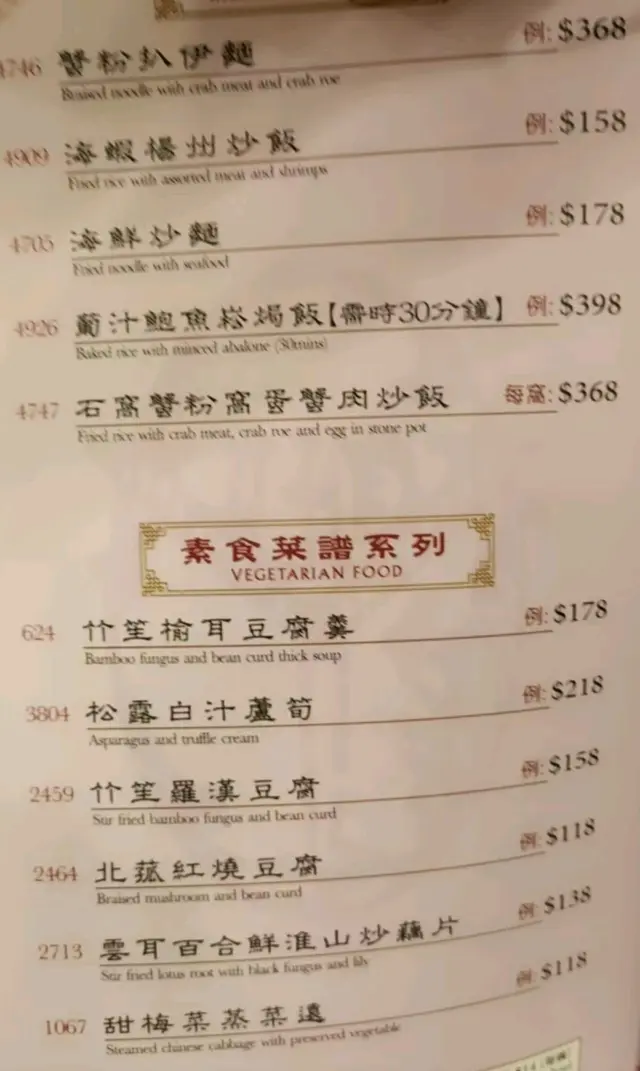 4746 蟹粉扒伊麵 例: $368
Braised noodle with crab meat and crab roe
4909 海蝦楊州炒飯 例: $158
Fried rice with assorted meat and shrimps
4705 海鮮炒麵 例: $178
Fried noodle with seafood
4926 葡汁鮑魚崧焗飯【需時30分鐘】 例: $398
Baked rice with minced abalone (30mins)
4747 石窩蟹粉窩蛋蟹肉炒飯 每窩: $368
Fried rice with crab meat, crab roe and egg in stone pot
素食菜譜系列
VEGETARIAN FOOD
624 竹笙榆耳豆腐羹 例: $178
Bamboo fungus and bean curd thick soup
3804 松露白汁蘆筍 例: $218
Asparagus and truffle cream
2459 竹笙羅漢豆腐 例: $158
Stir fried bamboo fungus and bean curd
2464 北菰紅燒豆腐 例: $118
Braised mushroom and bean curd
2713 雲耳百合鮮淮山炒藕片 例: $138
Stir fried lotus root with black fungus and lily
1067 甜梅菜蒸菜遠 例: $118
Steamed chinese cabbage with preserved vegetable